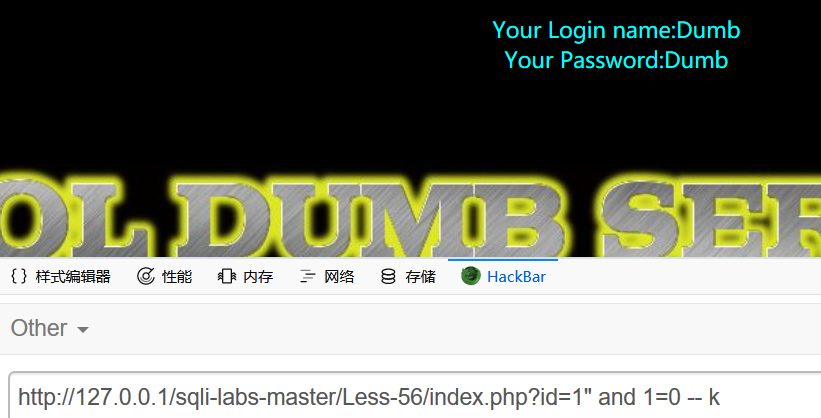 Your Login name:Dumb
Your Password:Dumb
SQL DUMB SER
{} 样式编辑器 性能 内存 网络 存储 HackBar
Other
http://127.0.0.1/sqli-labs-master/Less-56/index.php?id=1" and 1=0 -- k